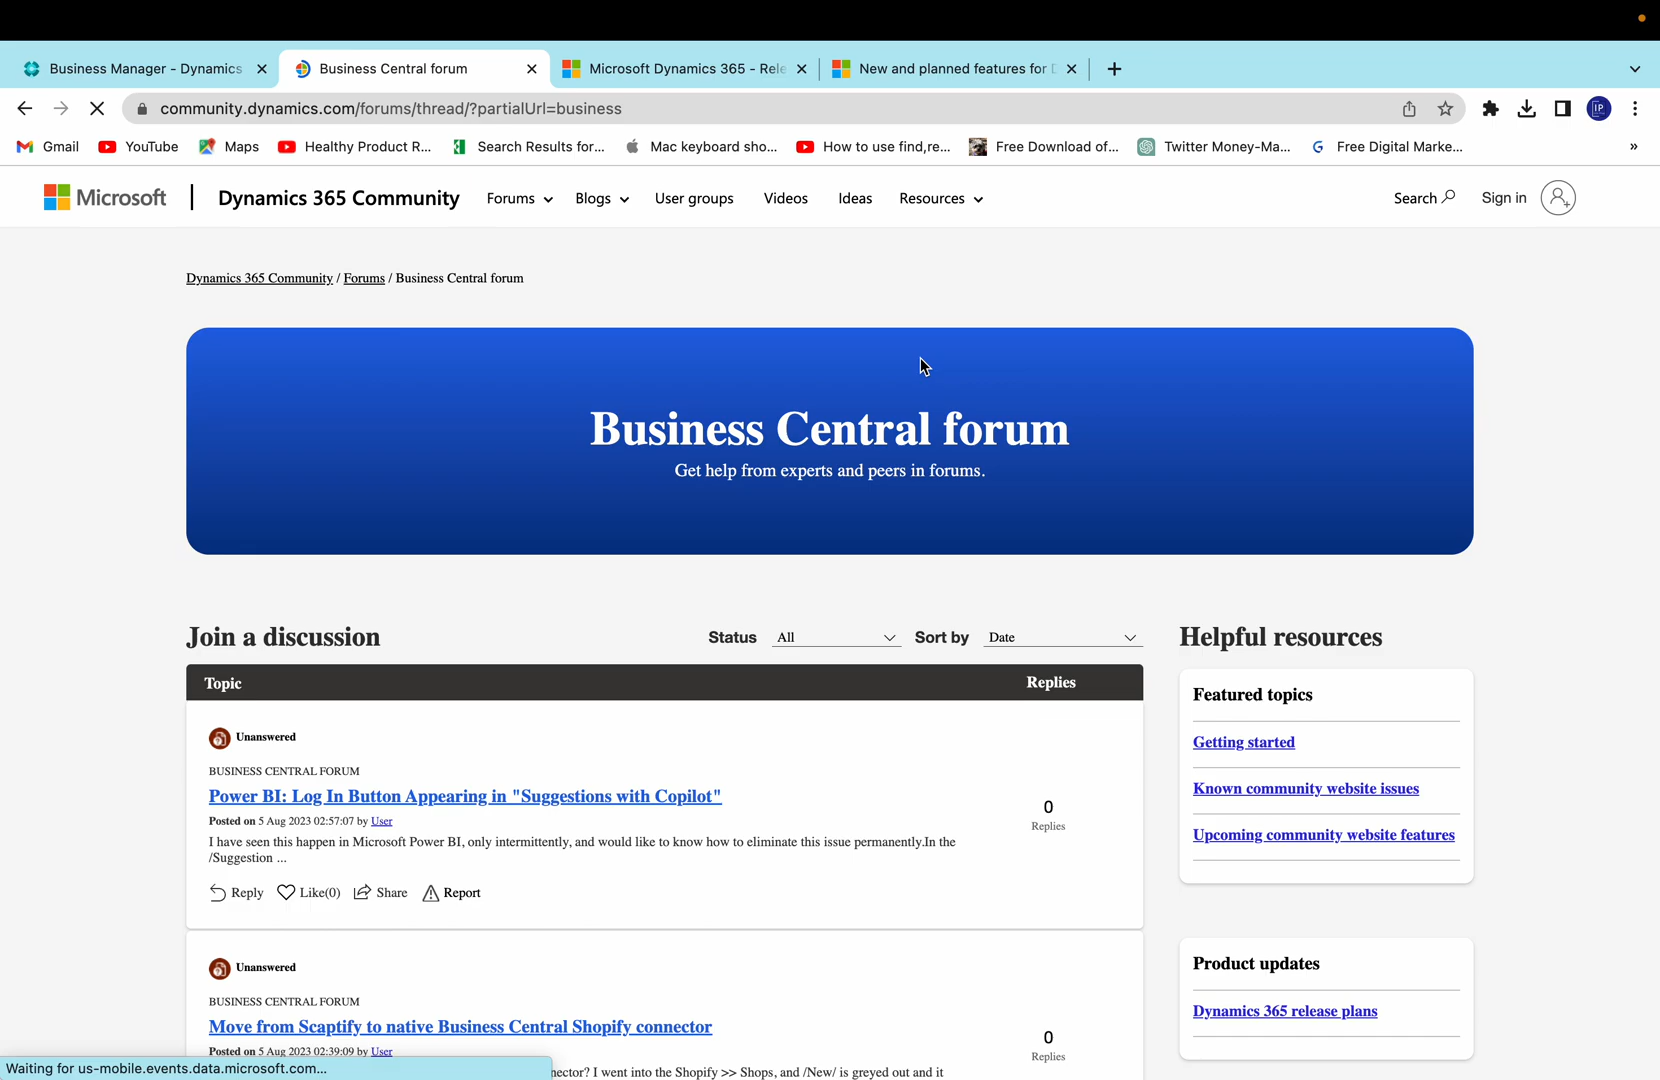 Business Manager - Dynamics
Business Central forum
Microsoft Dynamics 365 - Rele
New and planned features for D
community.dynamics.com/forums/thread/?partialUrl=business
IP
Gmail
YouTube
Maps
Healthy Product R...
Search Results for...
Mac keyboard sho...
How to use find,re...
Free Download of...
Twitter Money-Ma...
Free Digital Marke...
»
Microsoft
Dynamics 365 Community
Forums
Blogs
User groups
Videos
Ideas
Resources
Search
Sign in
Dynamics 365 Community / Forums / Business Central forum
Business Central forum
Get help from experts and peers in forums.
Join a discussion
Status
All
Sort by
Date
Helpful resources
Topic
Replies
Unanswered
BUSINESS CENTRAL FORUM
Power BI: Log In Button Appearing in "Suggestions with Copilot"
Posted on 5 Aug 2023 02:57:07 by User
I have seen this happen in Microsoft Power BI, only intermittently, and would like to know how to eliminate this issue permanently.In the
/Suggestion ...
0
Replies
Reply
Like(0)
Share
Report
Featured topics
Getting started
Known community website issues
Upcoming community website features
Unanswered
BUSINESS CENTRAL FORUM
Move from Scaptify to native Business Central Shopify connector
Posted on 5 Aug 2023 02:39:09 by User
nector? I went into the Shopify >> Shops, and /New/ is greyed out and it
0
Replies
Product updates
Dynamics 365 release plans
Waiting for us-mobile.events.data.microsoft.com...